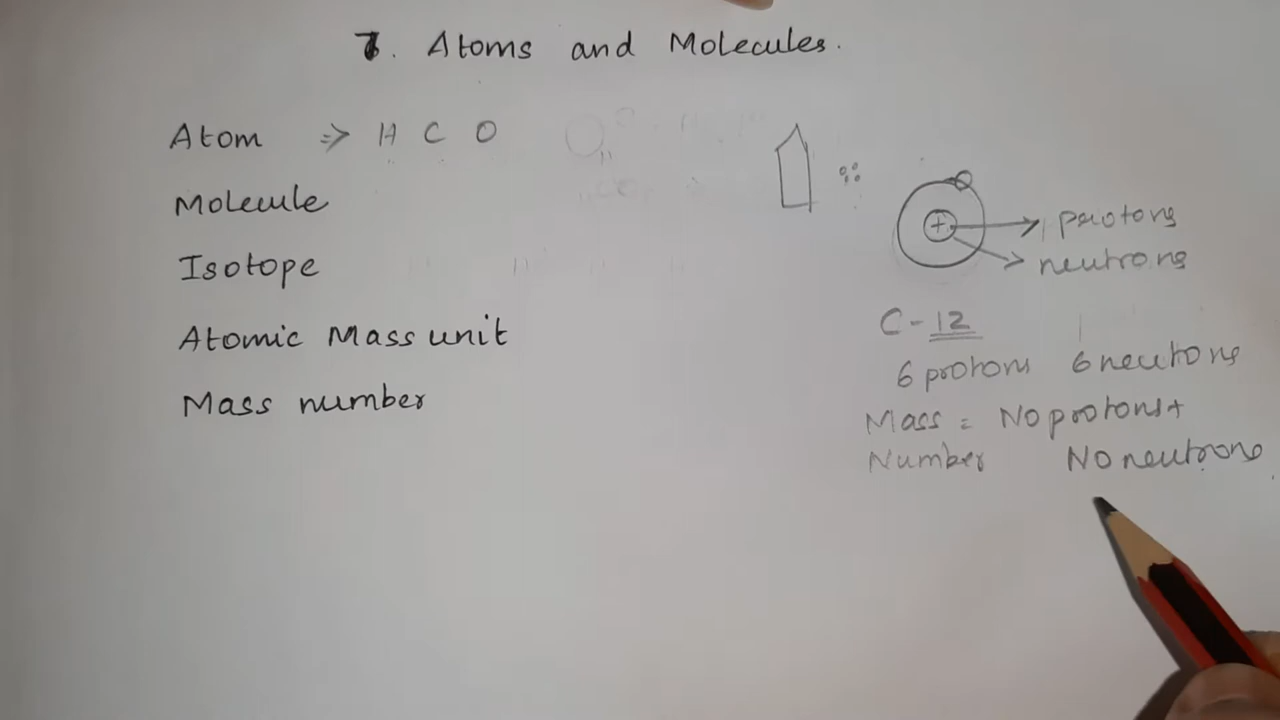 7. Atoms and Molecules.
Atom ⇒ H C O
Molecule
Isotope
Atomic Mass unit
Mass number
+
protons
neutrons
C-12
6 protons 6 neutrons
Mass = No protons +
Number No neutrons